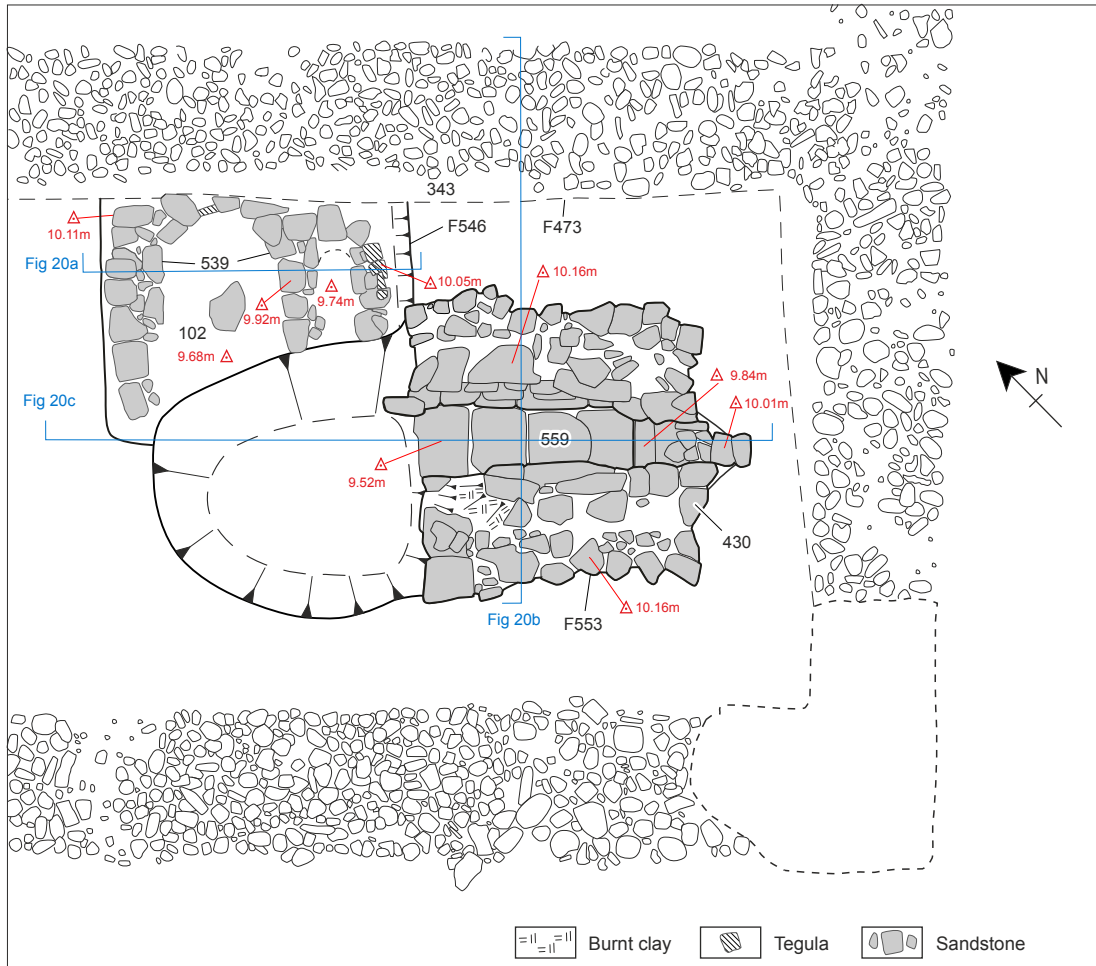 343
F546
F473
10.11m
539
Fig 20a
10.05m
10.16m
9.74m
9.92m
102
9.68m
9.84m
N
10.01m
Fig 20c
559
9.52m
430
10.16m
Fig 20b
F553
Burnt clay
Tegula
Sandstone